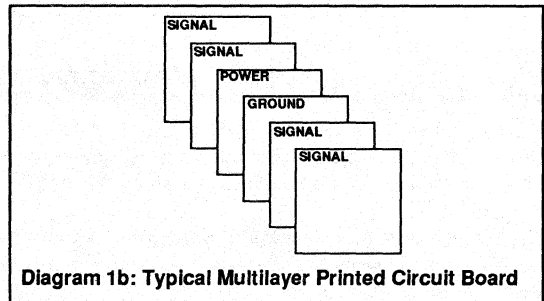 SIGNAL
SIGNAL
POWER
GROUND
SIGNAL
SIGNAL
Diagram 1b: Typical Multilayer Printed Circuit Board